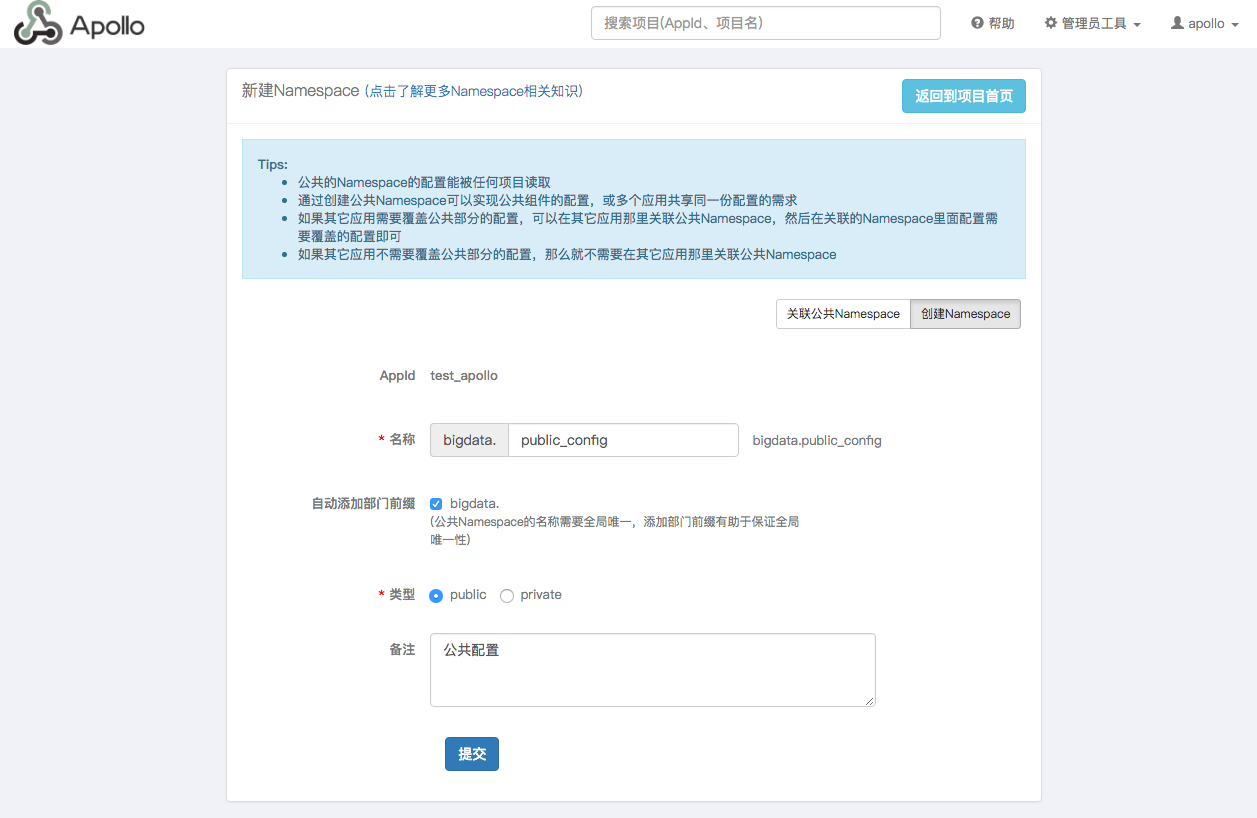 Apollo
搜索项目(AppId、项目名)
帮助
管理员工具
apollo
新建Namespace (点击了解更多Namespace相关知识)
返回到项目首页
Tips:
公共的Namespace的配置能被任何项目读取
通过创建公共Namespace可以实现公共组件的配置，或多个应用共享同一份配置的需求
如果其它应用需要覆盖公共部分的配置，可以在其它应用那里关联公共Namespace，然后在关联的Namespace里面配置需
要覆盖的配置即可
如果其它应用不需要覆盖公共部分的配置，那么就不需要在其它应用那里关联公共Namespace
关联公共Namespace
创建Namespace
AppId test_apollo
* 名称 bigdata. public_config bigdata.public_config
自动添加部门前缀 bigdata.
(公共Namespace的名称需要全局唯一，添加部门前缀有助于保证全局
唯一性)
* 类型 public private
备注 公共配置
提交